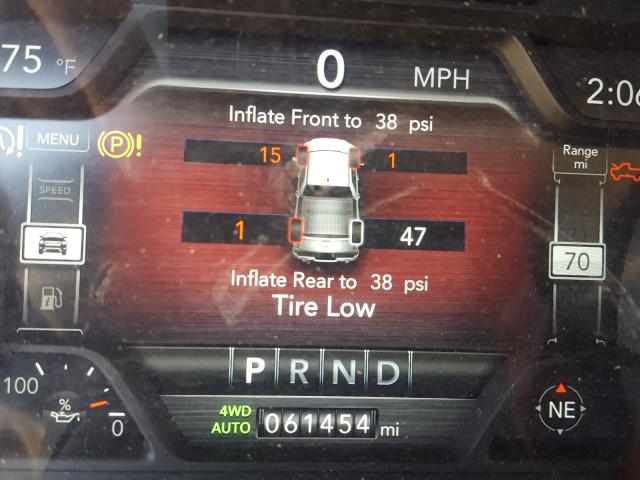 75 °F
0 MPH
2:06
Inflate Front to 38 psi
MENU
P !
15 1
Range
mi
SPEED
1 47
70
Inflate Rear to 38 psi
Tire Low
P R N D
100
%
0
4WD
AUTO
061454 mi
NE